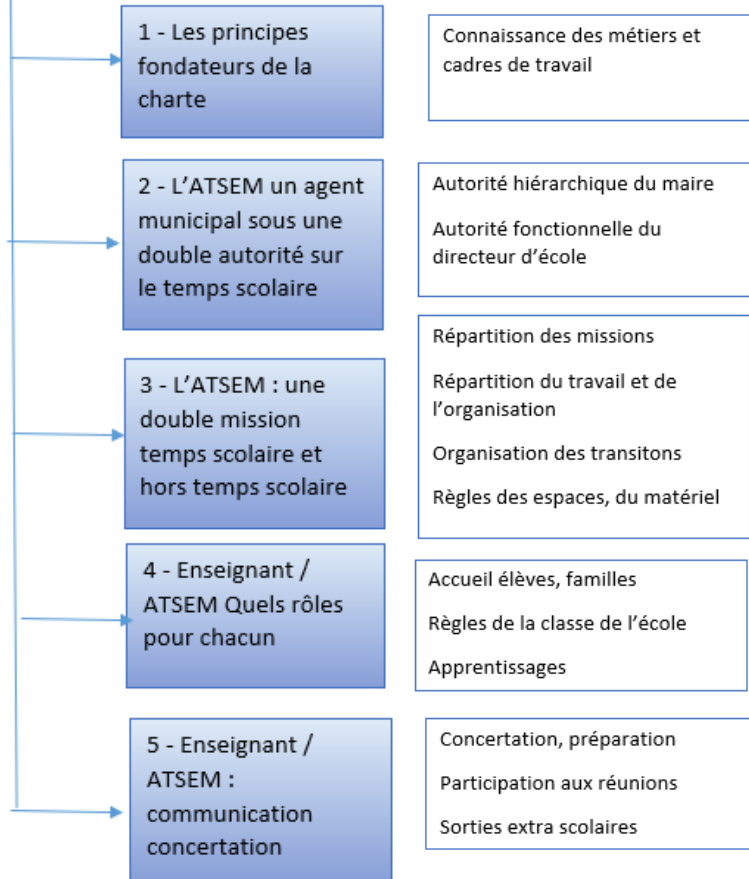 1 - Les principes
fondateurs de la
charte
Connaissance des métiers et
cadres de travail
2 - L’ATSEM un agent
municipal sous une
double autorité sur
le temps scolaire
Autorité hiérarchique du maire
Autorité fonctionnelle du
directeur d’école
3 - L’ATSEM : une
double mission
temps scolaire et
hors temps scolaire
Répartition des missions
Répartition du travail et de
l’organisation
Organisation des transitons
Règles des espaces, du matériel
4 - Enseignant /
ATSEM Quels rôles
pour chacun
Accueil élèves, familles
Règles de la classe de l’école
Apprentissages
5 - Enseignant /
ATSEM :
communication
concertation
Concertation, préparation
Participation aux réunions
Sorties extra scolaires